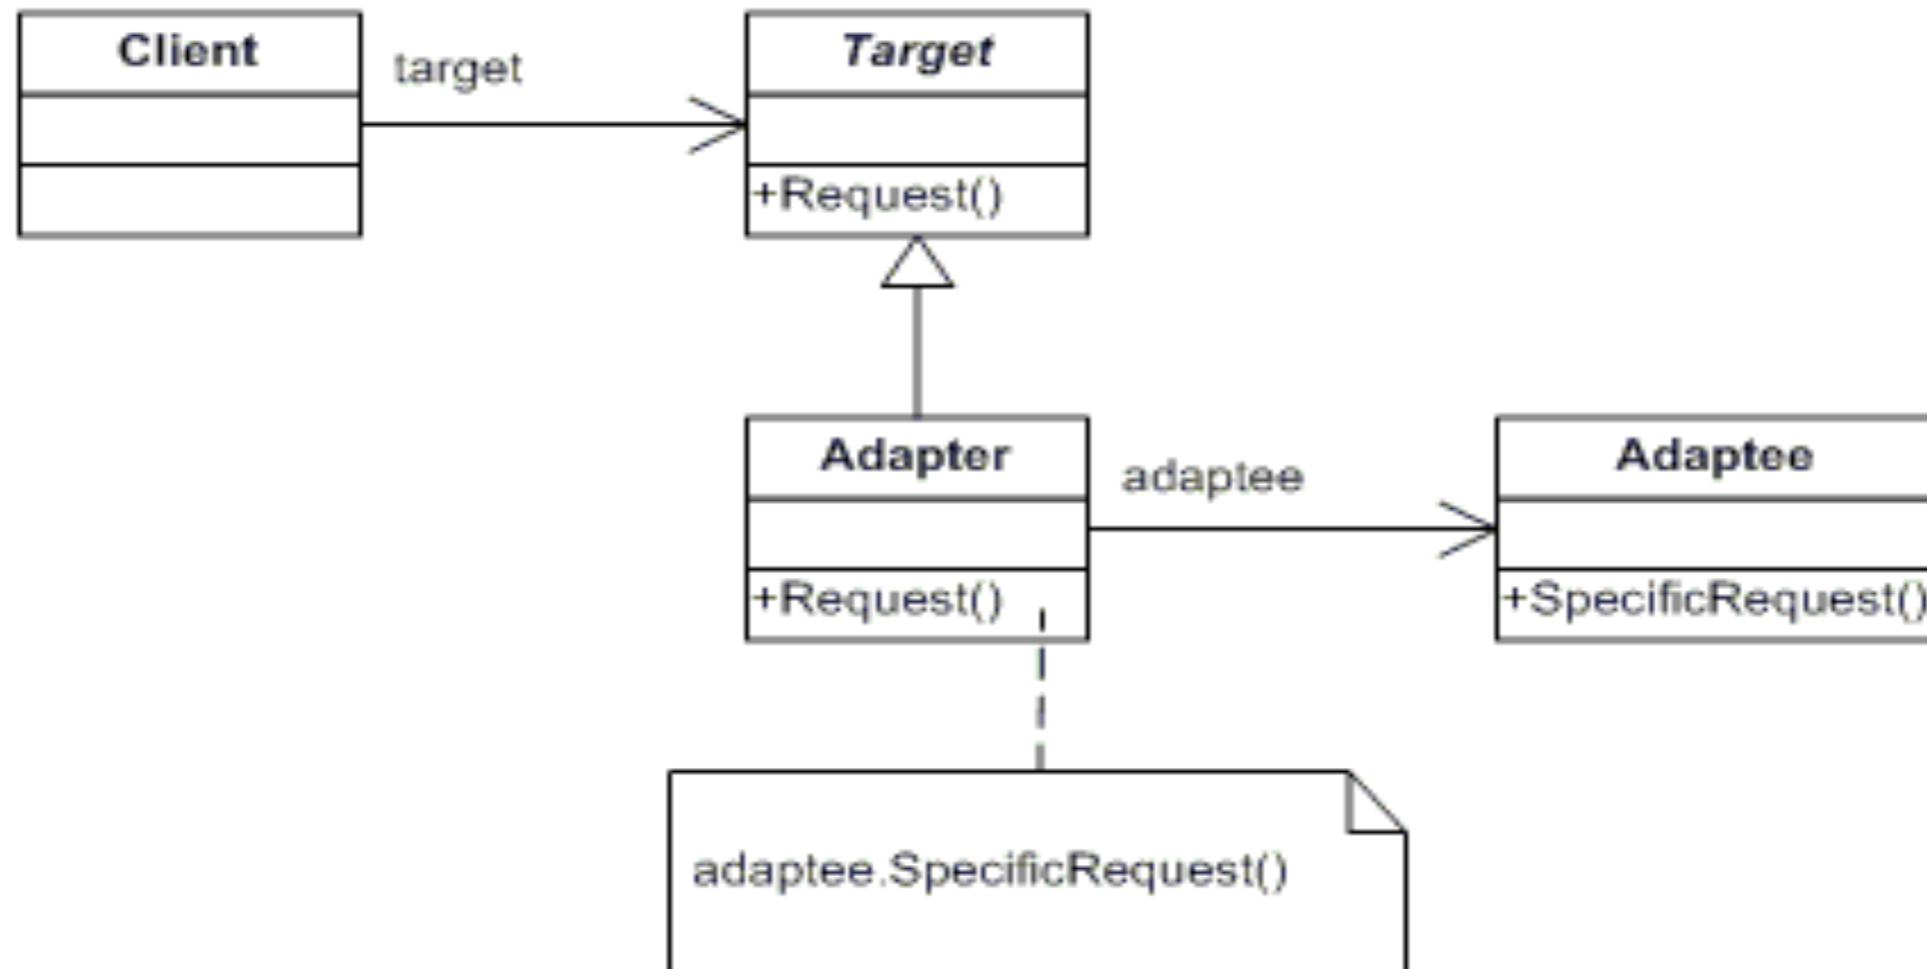 Client
target
Target
+Request()
Adapter
adaptee
Adaptee
+Request()
+SpecificRequest()
adaptee.SpecificRequest()